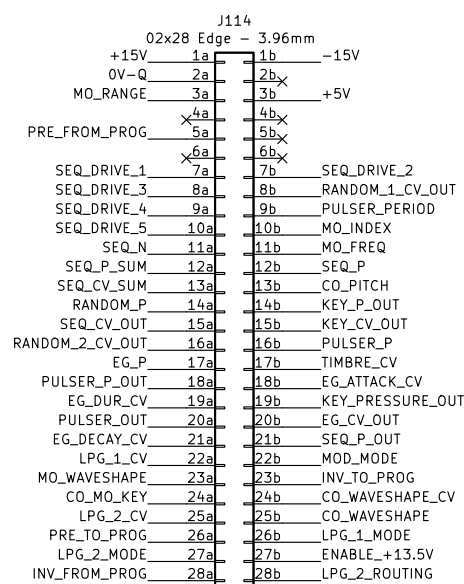 J114
02x28 Edge – 3.96mm
+15V 1a 1b -15V
0V-Q 2a 2b
MO_RANGE 3a 3b +5V
4a 4b
PRE_FROM_PROG 5a 5b
6a 6b
SEQ_DRIVE_1 7a 7b SEQ_DRIVE_2
SEQ_DRIVE_3 8a 8b RANDOM_1_CV_OUT
SEQ_DRIVE_4 9a 9b PULSER_PERIOD
SEQ_DRIVE_5 10a 10b MO_INDEX
SEQ_N 11a 11b MO_FREQ
SEQ_P_SUM 12a 12b SEQ_P
SEQ_CV_SUM 13a 13b CO_PITCH
RANDOM_P 14a 14b KEY_P_OUT
SEQ_CV_OUT 15a 15b KEY_CV_OUT
RANDOM_2_CV_OUT 16a 16b PULSER_P
EG_P 17a 17b TIMBRE_CV
PULSER_P_OUT 18a 18b EG_ATTACK_CV
EG_DUR_CV 19a 19b KEY_PRESSURE_OUT
PULSER_OUT 20a 20b EG_CV_OUT
EG_DECAY_CV 21a 21b SEQ_P_OUT
LPG_1_CV 22a 22b MOD_MODE
MO_WAVESHAPE 23a 23b INV_TO_PROG
CO_MO_KEY 24a 24b CO_WAVESHAPE_CV
LPG_2_CV 25a 25b CO_WAVESHAPE
PRE_TO_PROG 26a 26b LPG_1_MODE
LPG_2_MODE 27a 27b ENABLE_+13.5V
INV_FROM_PROG 28a 28b LPG_2_ROUTING